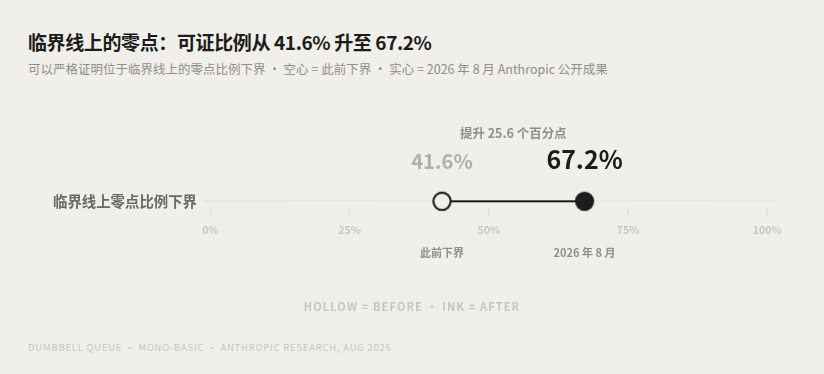 临界线上的零点：可证比例从 41.6% 升至 67.2%
可以严格证明位于临界线上的零点比例下界 · 空心 = 此前下界 · 实心 = 2026 年 8 月 Anthropic 公开成果
提升 25.6 个百分点
41.6% 67.2%
临界线上零点比例下界
0% 25% 50% 75% 100%
此前下界 2026 年 8 月
HOLLOW = BEFORE · INK = AFTER
DUMBBELL QUEUE · MONO-BASIC · ANTHROPIC RESEARCH, AUG 2026